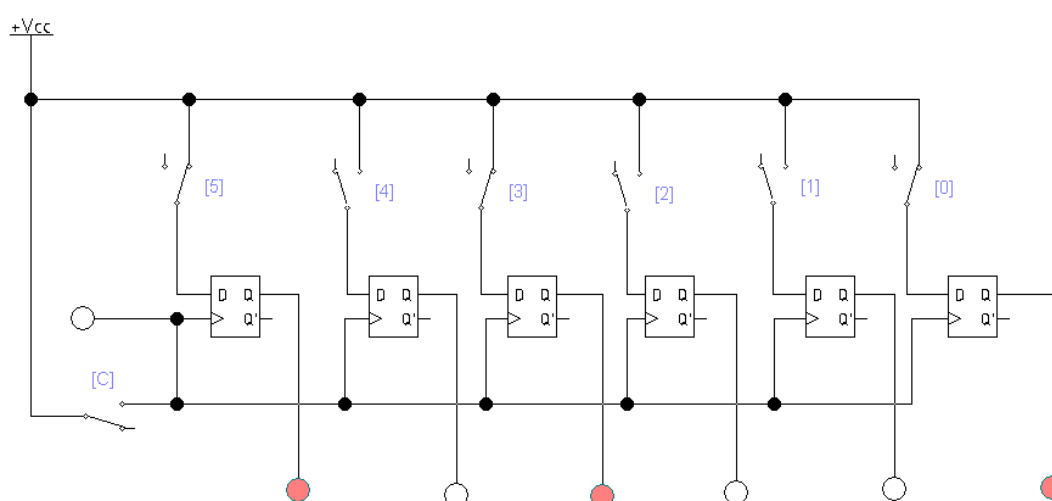 +Vcc
[5] [4] [3] [2] [1] [0]
D Q D Q D Q D Q D Q D Q
Q' Q' Q' Q' Q' Q'
[C]